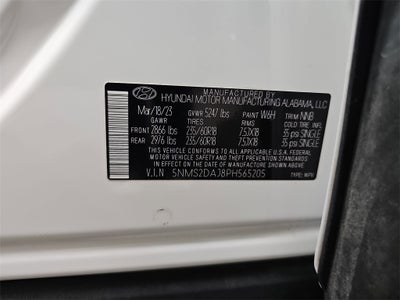 MANUFACTURED BY
HYUNDAI MOTOR MANUFACTURING ALABAMA, LLC
Mar/18/23 GVWR 5247 lbs PAINT W6H TRIM NNB
GAWR TIRES RIMS
FRONT 2866 lbs 235/60R18 7.5JX18 35 psi SINGLE
REAR 2976 lbs 235/60R18 7.5JX18 35 psi SINGLE
THIS VEHICLE CONFORMS TO ALL APPLICABLE U.S.A FEDERAL
MOTOR VEHICLE SAFETY, BUMPER, AND THEFT PREVENTION STANDARDS
IN EFFECT ON THE DATE OF MANUFACTURE SHOWN ABOVE.
V.I.N 5NMS2DAJ8PH565205 TYPE: MPV